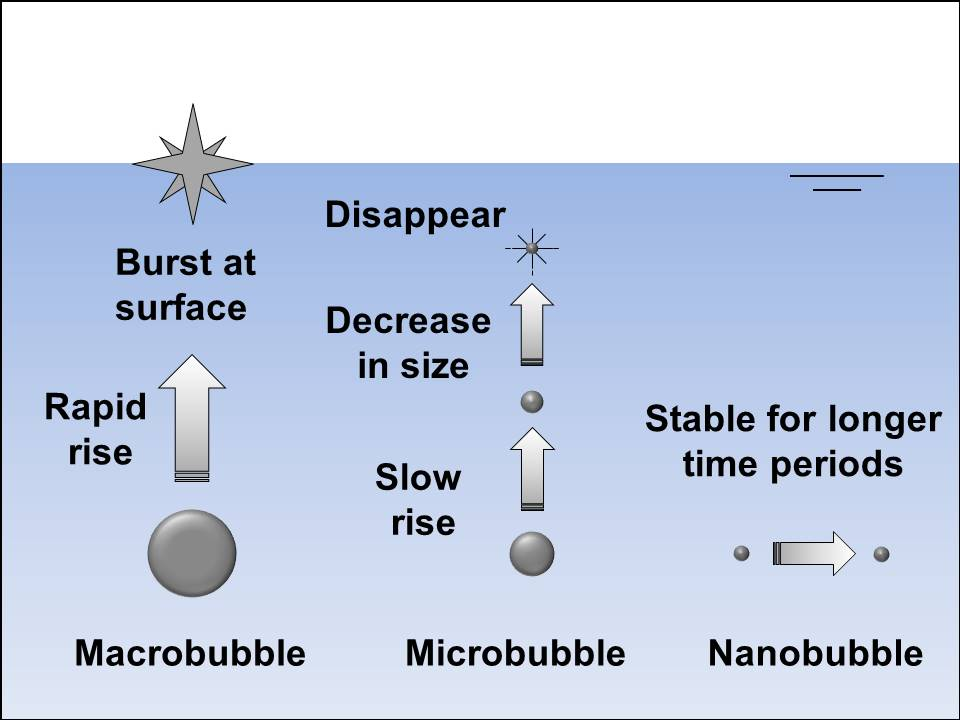 Burst at
surface
Rapid
rise
Macrobubble
Disappear
Decrease
in size
Slow
rise
Microbubble
Stable for longer
time periods
Nanobubble